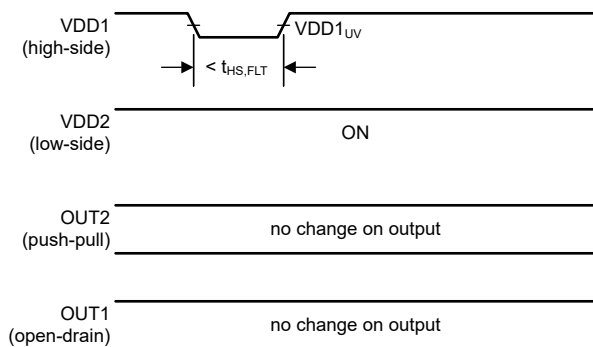 VDD1
(high-side)
VDD1UV
< tHS,FLT
VDD2
(low-side)
ON
OUT2
(push-pull)
no change on output
OUT1
(open-drain)
no change on output